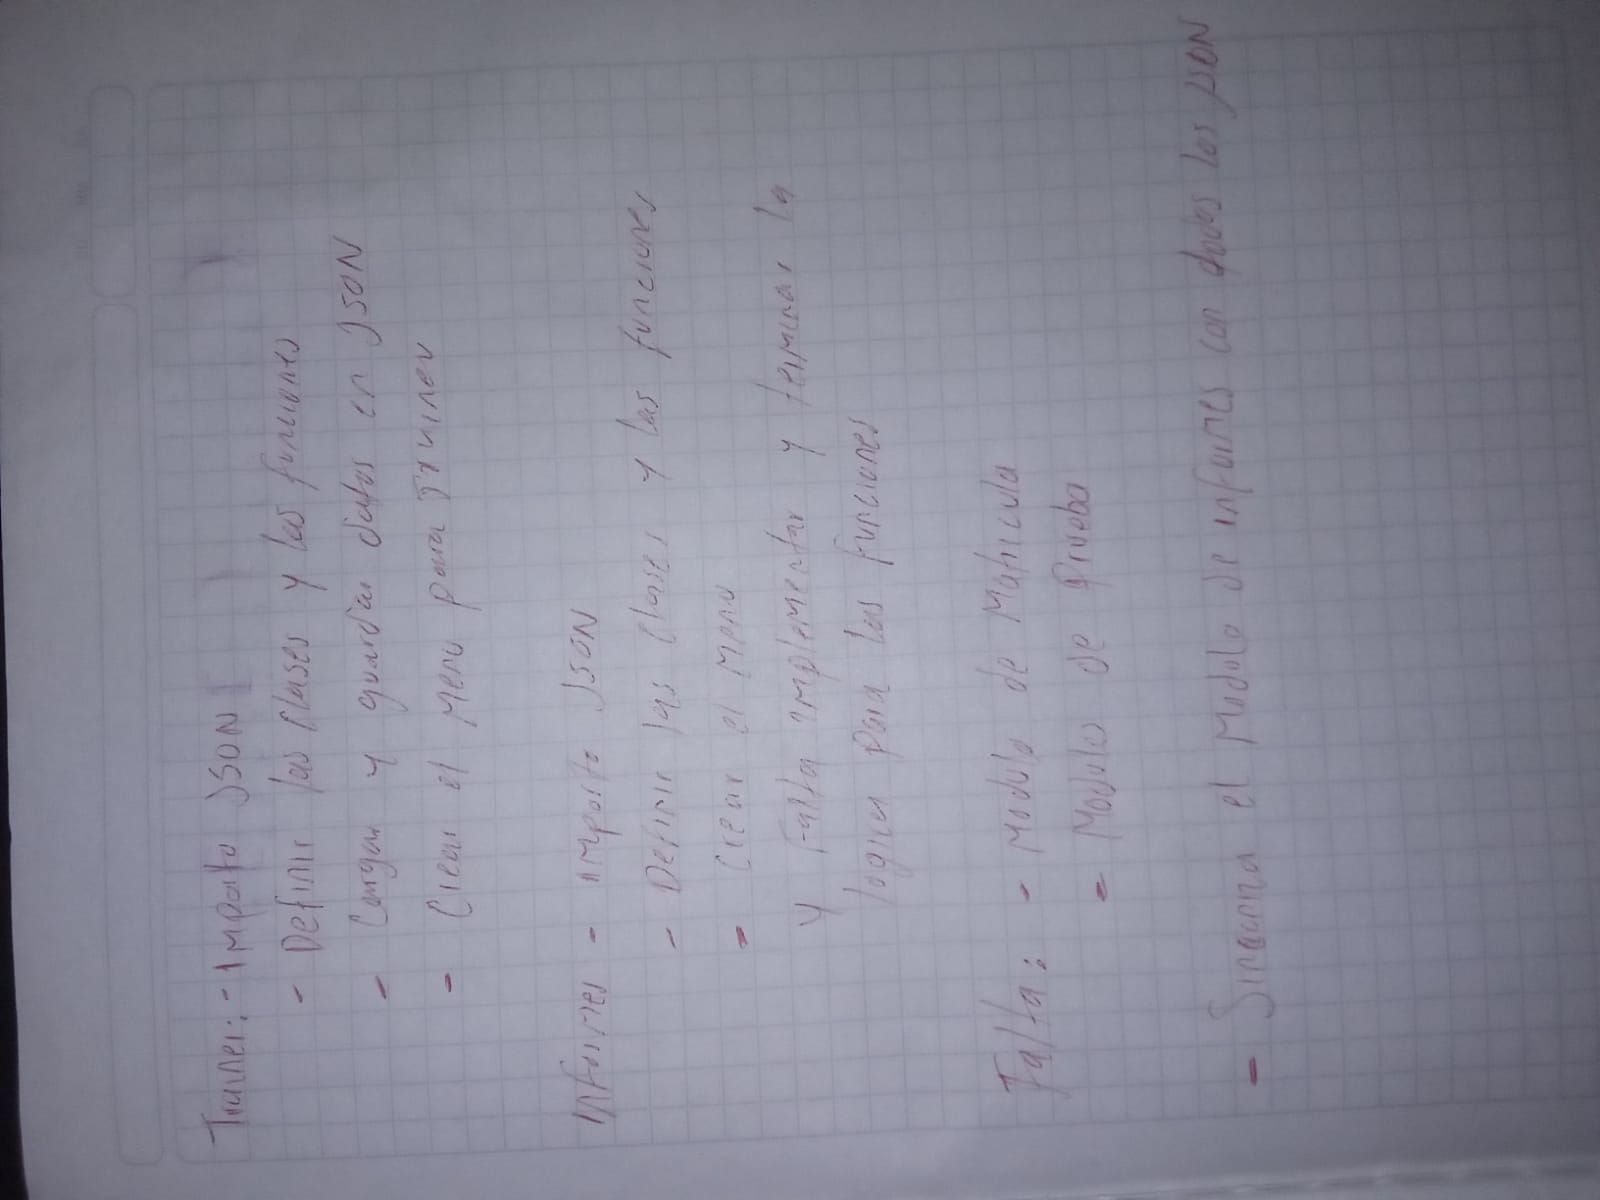 Trainer: - Importo JSON
- Definir las clases y las funciones
- Cargar y guardar datos en JSON
- Crear el menu para Trainer
Informes - importo JSON
- Definir las clases y las funciones
- Crear el menu
Y Falta implementar y terminar la
logica para las funciones
Falta: - Modulo de Matricula
- Modulo de Prueba
- el Modulo de informes con todos los JSON